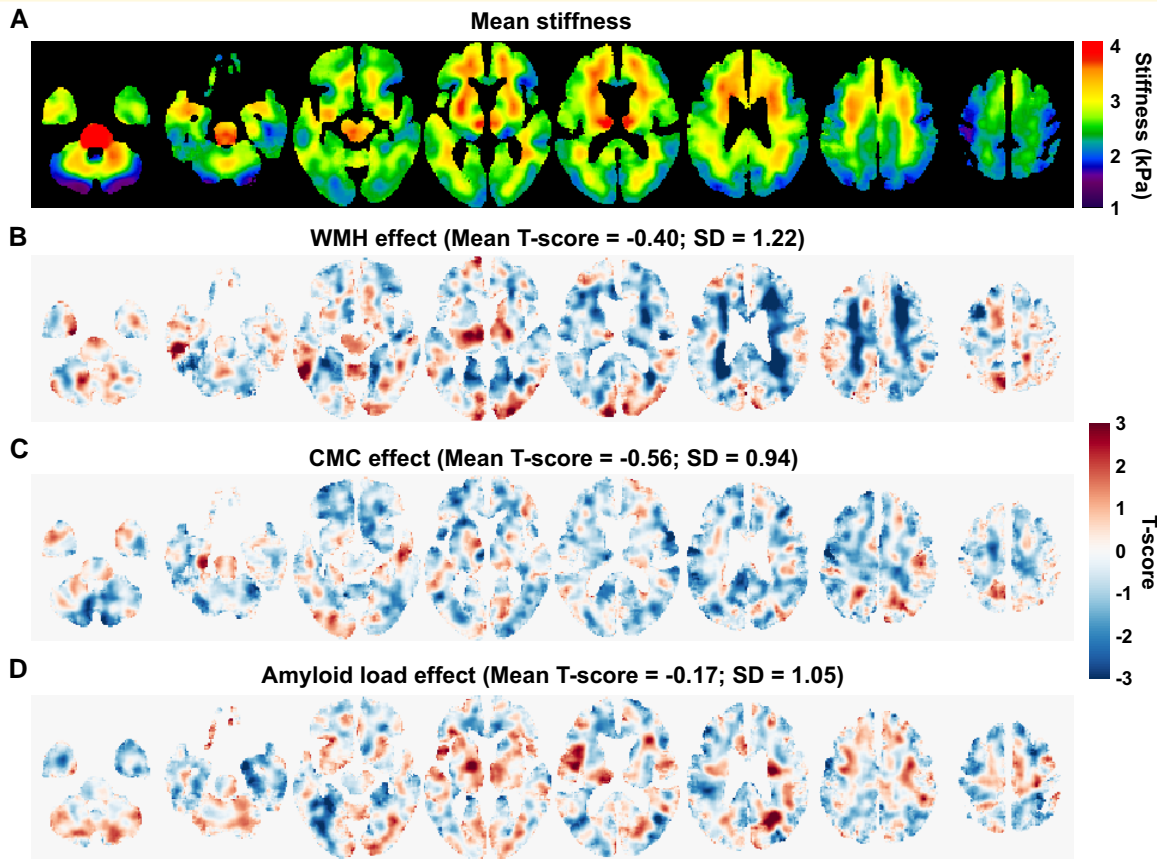 A
Mean stiffness
4
3
2
1
Stiffness (kPa)
B
WMH effect (Mean T-score = -0.40; SD = 1.22)
C
CMC effect (Mean T-score = -0.56; SD = 0.94)
3
2
1
0
-1
-2
-3
T-score
D
Amyloid load effect (Mean T-score = -0.17; SD = 1.05)